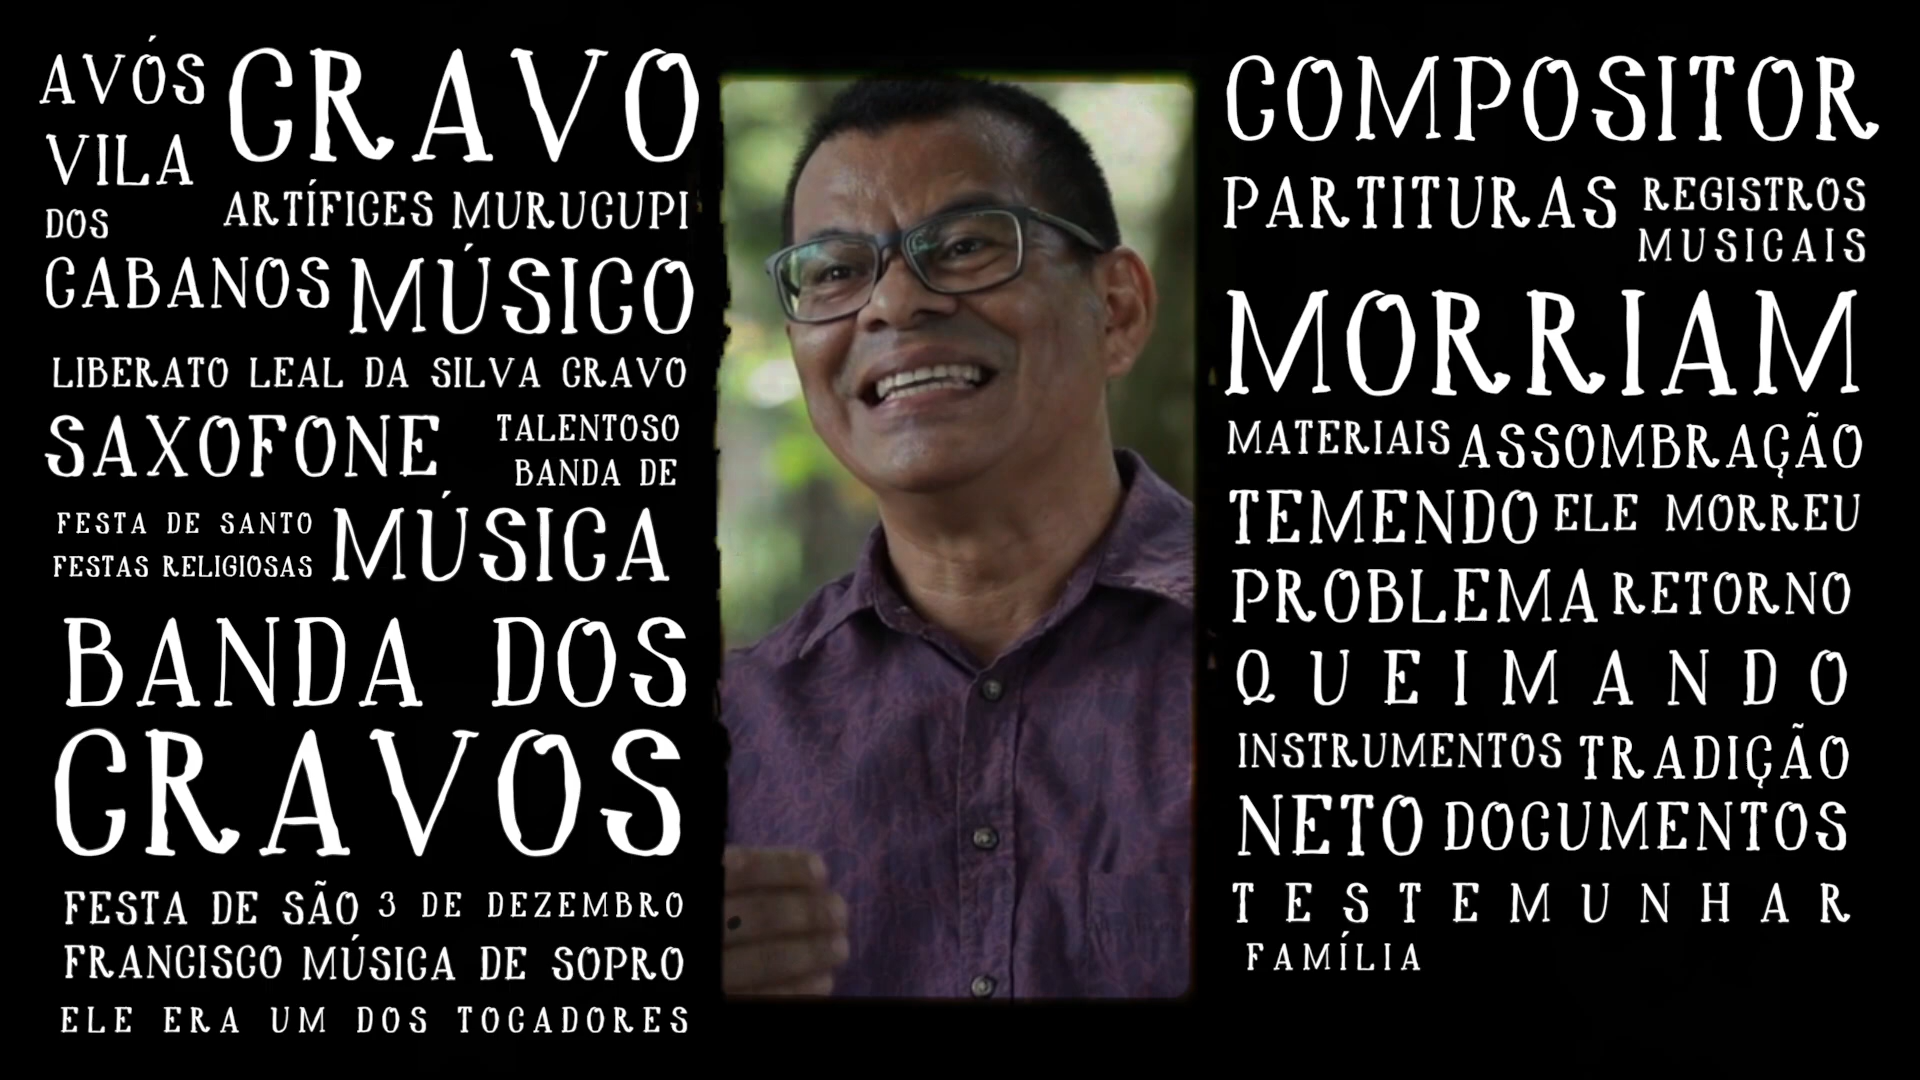 AVÓS CRAVO
VILA
DOS
ARTÍFICES MURUCUPI
CABANOS MÚSICO
LIBERATO LEAL DA SILVA CRAVO
SAXOFONE TALENTOSO
BANDA DE
FESTA DE SANTO
FESTAS RELIGIOSAS
MÚSICA
BANDA DOS
CRAVOS
FESTA DE SÃO 3 DE DEZEMBRO
FRANCISCO MÚSICA DE SOPRO
ELE ERA UM DOS TOCADORES
COMPOSITOR
PARTITURAS REGISTROS
MUSICAIS
MORRIAM
MATERIAIS ASSOMBRAÇÃO
TEMENDO ELE MORREU
PROBLEMA RETORNO
QUEIMANDO
INSTRUMENTOS TRADIÇÃO
NETO DOCUMENTOS
TESTEMUNHAR
FAMÍLIA